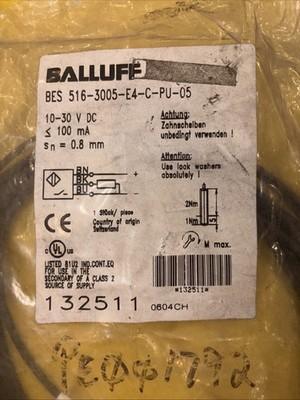 BALLUFF
BES 516-3005-E4-C-PU-05
10-30 V DC
≤ 100 mA
sn = 0.8 mm
Achtung:
Zahnscheiben
unbedingt verwenden!
Attention:
Use lock washers
absolutely!
BN
BK
BU
2Nm
1Nm
5
M max.
CE
1 Stück/ piece
Country of origin
Switzerland
C UL US
LISTED 81U2 IND.CONT.EQ
FOR USE IN THE
SECONDARY OF A CLASS 2
SOURCE OF SUPPLY
*132511*
132511
0604CH